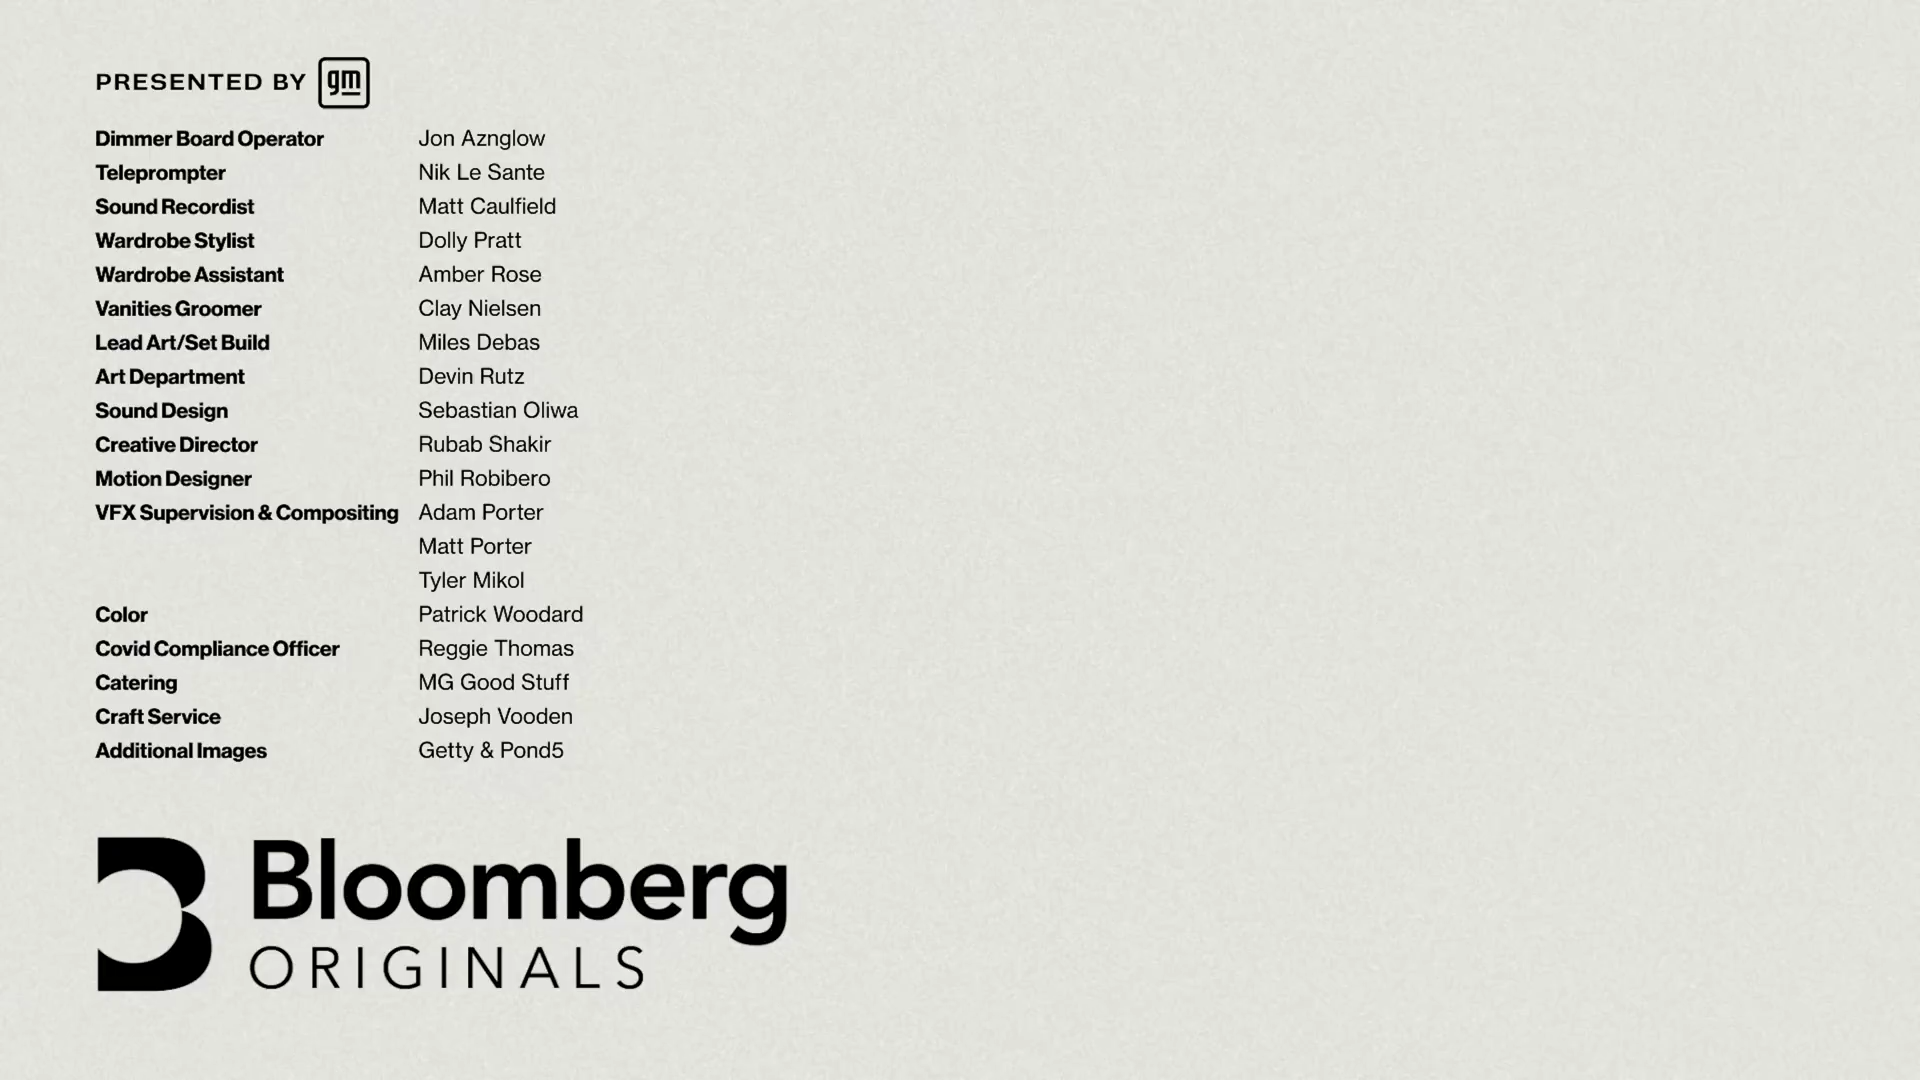 PRESENTED BY gm
Dimmer Board Operator Jon Aznglow
Teleprompter Nik Le Sante
Sound Recordist Matt Caulfield
Wardrobe Stylist Dolly Pratt
Wardrobe Assistant Amber Rose
Vanities Groomer Clay Nielsen
Lead Art/Set Build Miles Debas
Art Department Devin Rutz
Sound Design Sebastian Oliwa
Creative Director Rubab Shakir
Motion Designer Phil Robibero
VFX Supervision & Compositing Adam Porter
Matt Porter
Tyler Mikol
Color Patrick Woodard
Covid Compliance Officer Reggie Thomas
Catering MG Good Stuff
Craft Service Joseph Vooden
Additional Images Getty & Pond5
Bloomberg
ORIGINALS